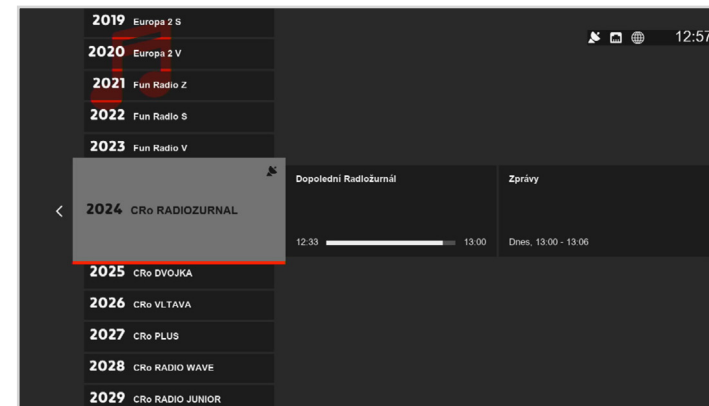 2019 Europa 2 S
12:57
2020 Europa 2 V
2021 Fun Radio Z
2022 Fun Radio S
2023 Fun Radio V
2024 CRo RADIOZURNAL
Dopolední Radložurnál
12:33 13:00
Zprávy
Dnes, 13:00 - 13:06
2025 CRo DVOJKA
2026 CRo VLTAVA
2027 CRo PLUS
2028 CRo RADIO WAVE
2029 CRo RADIO JUNIOR